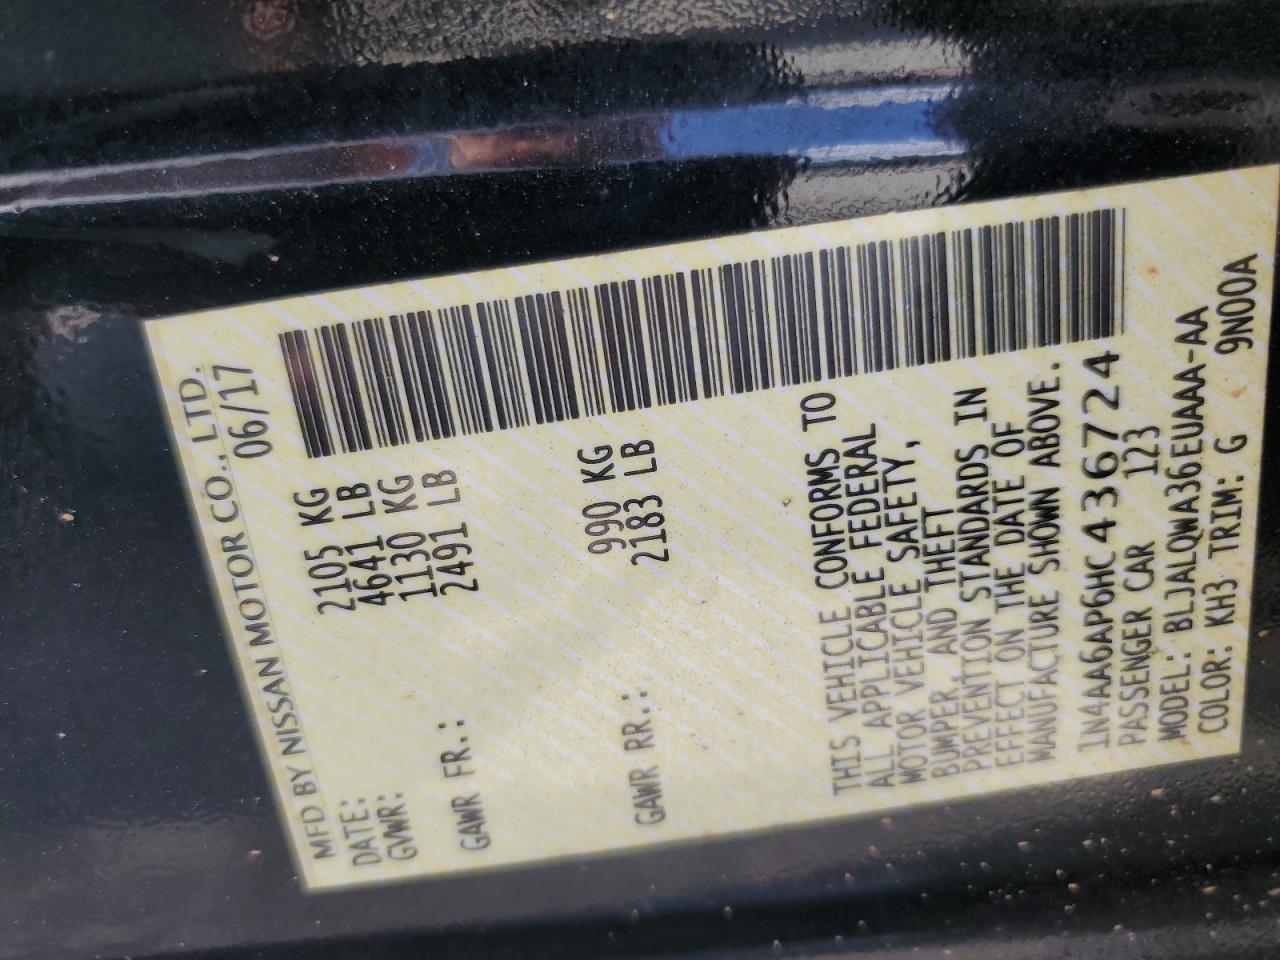 MFD BY NISSAN MOTOR CO., LTD.
DATE: 06/17
GVWR: 2105 KG
4641 LB
GAWR FR.: 1130 KG
2491 LB
GAWR RR.: 990 KG
2183 LB
THIS VEHICLE CONFORMS TO
ALL APPLICABLE FEDERAL
MOTOR VEHICLE SAFETY,
BUMPER, AND THEFT
PREVENTION STANDARDS IN
EFFECT ON THE DATE OF
MANUFACTURE SHOWN ABOVE.
1N4AA6AP6HC436724
PASSENGER CAR 123
MODEL: BLJALQWA36EUAAA-AA
COLOR: KH3 TRIM: G 9N00A